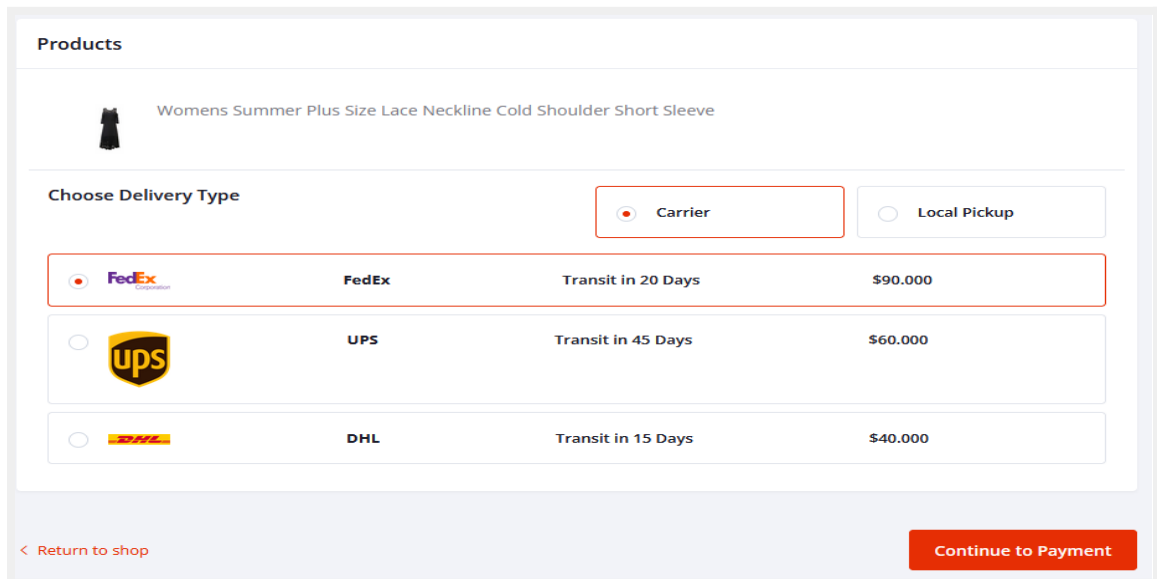 Products
Womens Summer Plus Size Lace Neckline Cold Shoulder Short Sleeve
Choose Delivery Type
Carrier
Local Pickup
FedEx Corporation FedEx Transit in 20 Days $90.000
ups UPS Transit in 45 Days $60.000
DHL DHL Transit in 15 Days $40.000
< Return to shop
Continue to Payment